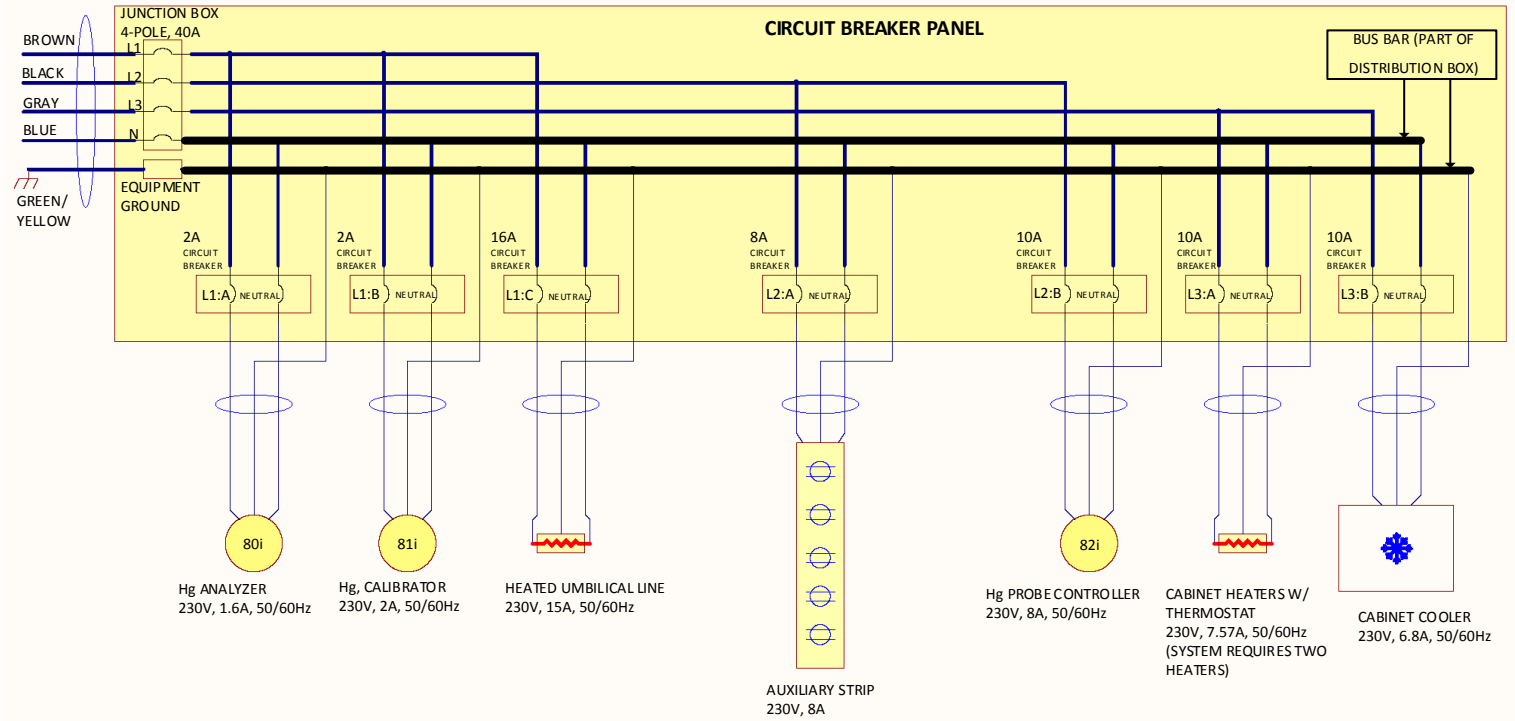 JUNCTION BOX
4-POLE, 40A
CIRCUIT BREAKER PANEL
BUS BAR (PART OF
DISTRIBUTION BOX)
BROWN
L1
BLACK
L2
GRAY
L3
BLUE
N
GREEN/
YELLOW
EQUIPMENT
GROUND
2A
CIRCUIT
BREAKER
L1:A
NEUTRAL
2A
CIRCUIT
BREAKER
L1:B
NEUTRAL
16A
CIRCUIT
BREAKER
L1:C
NEUTRAL
8A
CIRCUIT
BREAKER
L2:A
NEUTRAL
10A
CIRCUIT
BREAKER
L2:B
NEUTRAL
10A
CIRCUIT
BREAKER
L3:A
NEUTRAL
10A
CIRCUIT
BREAKER
L3:B
NEUTRAL
80i
Hg ANALYZER
230V, 1.6A, 50/60Hz
81i
Hg, CALIBRATOR
230V, 2A, 50/60Hz
HEATED UMBILICAL LINE
230V, 15A, 50/60Hz
AUXILIARY STRIP
230V, 8A
82i
Hg PROBE CONTROLLER
230V, 8A, 50/60Hz
CABINET HEATERS W/
THERMOSTAT
230V, 7.57A, 50/60Hz
(SYSTEM REQUIRES TWO
HEATERS)
CABINET COOLER
230V, 6.8A, 50/60Hz